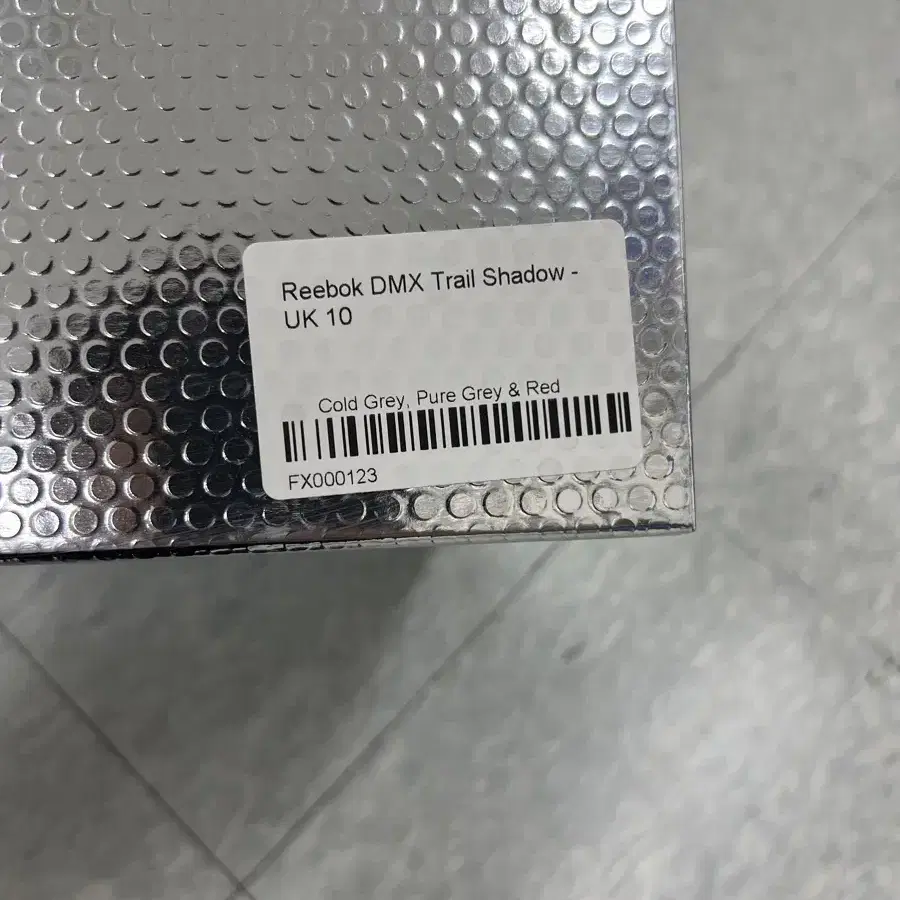 Reebok DMX Trail Shadow -
UK 10
Cold Grey, Pure Grey & Red
FX000123